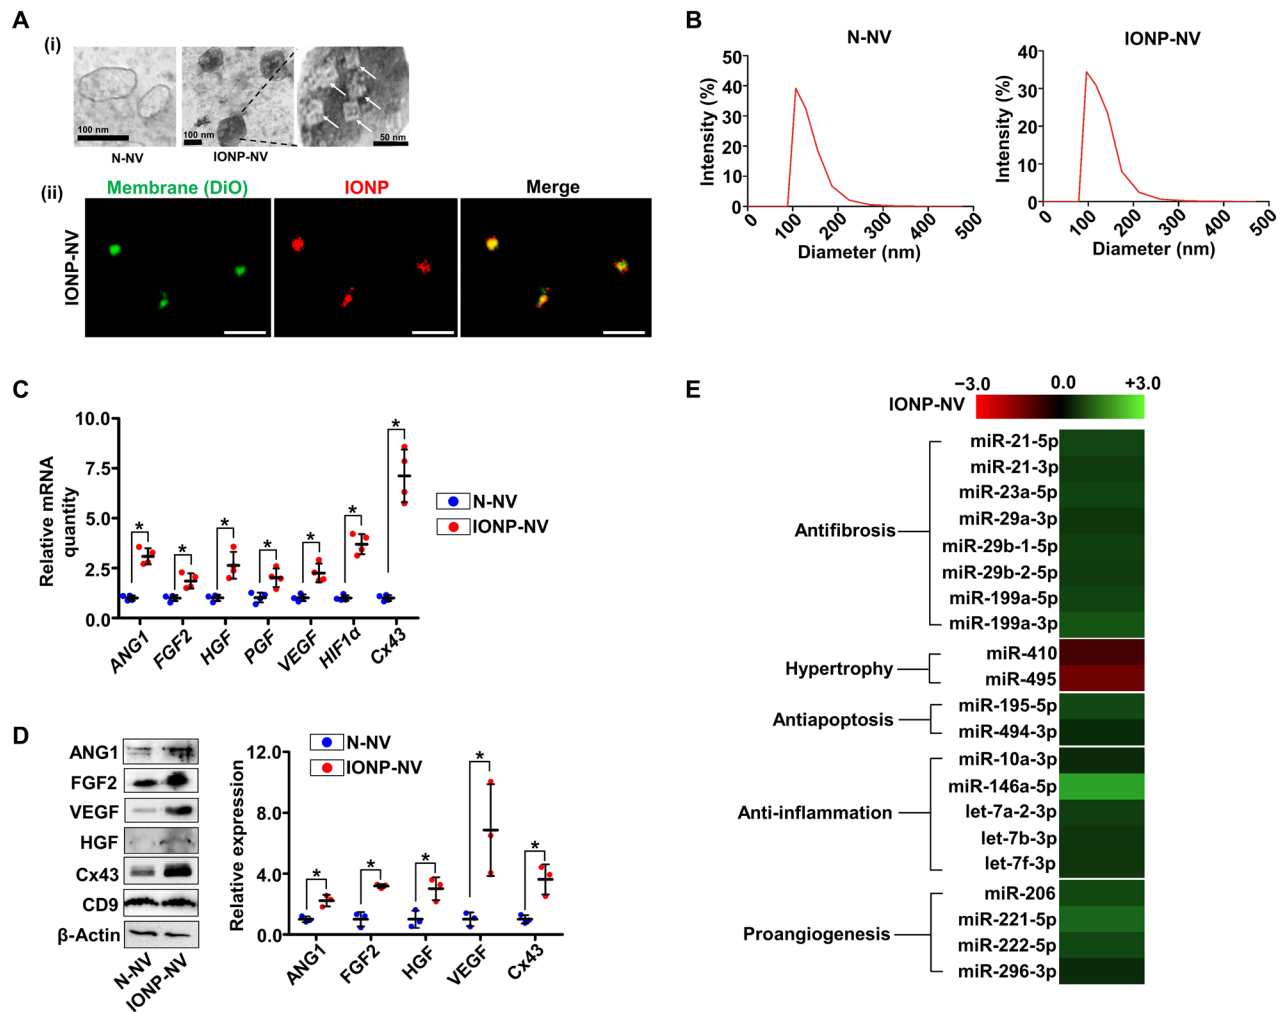 A
(i)
100 nm
100 nm
50 nm
N-NV
IONP-NV
(ii)
Membrane (DiO)
IONP
Merge
IONP-NV
B
N-NV
Intensity (%)
50
40
30
20
10
0
0
100
200
300
400
500
Diameter (nm)
IONP-NV
Intensity (%)
40
30
20
10
0
0
100
200
300
400
500
Diameter (nm)
C
Relative mRNA
quantity
10.0
7.5
5.0
2.5
0.0
* * * * * * *
ANG1
FGF2
HGF
PGF
VEGF
HIF1α
Cx43
N-NV
IONP-NV
D
ANG1
FGF2
VEGF
HGF
Cx43
CD9
β-Actin
N-NV
IONP-NV
N-NV
IONP-NV
Relative expression
12.0
8.0
4.0
0.0
* * * * *
ANG1
FGF2
HGF
VEGF
Cx43
E
−3.0 0.0 +3.0
IONP-NV
Antifibrosis
miR-21-5p
miR-21-3p
miR-23a-5p
miR-29a-3p
miR-29b-1-5p
miR-29b-2-5p
miR-199a-5p
miR-199a-3p
Hypertrophy
miR-410
miR-495
Antiapoptosis
miR-195-5p
miR-494-3p
Anti-inflammation
miR-10a-3p
miR-146a-5p
let-7a-2-3p
let-7b-3p
let-7f-3p
Proangiogenesis
miR-206
miR-221-5p
miR-222-5p
miR-296-3p